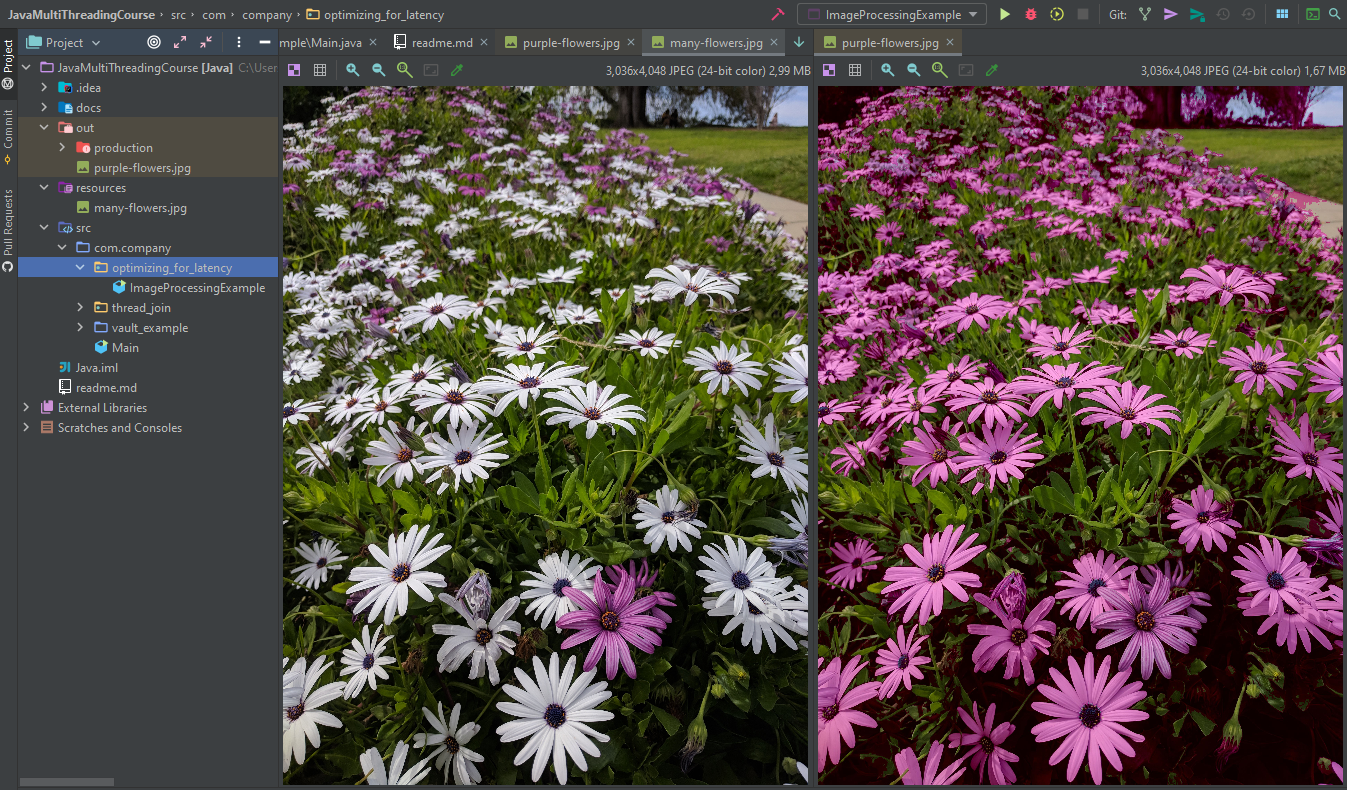 JavaMultiThreadingCourse src com company optimizing_for_latency ImageProcessingExample Git:
Project mple\Main.java readme.md purple-flowers.jpg many-flowers.jpg purple-flowers.jpg
3,036x4,048 JPEG (24-bit color) 2,99 MB 3,036x4,048 JPEG (24-bit color) 1,67 MB
Project
Commit
Pull Requests
JavaMultiThreadingCourse [Java] C:\User
.idea
docs
out
production
purple-flowers.jpg
resources
many-flowers.jpg
src
com.company
optimizing_for_latency
ImageProcessingExample
thread_join
vault_example
Main
Java.iml
readme.md
External Libraries
Scratches and Consoles